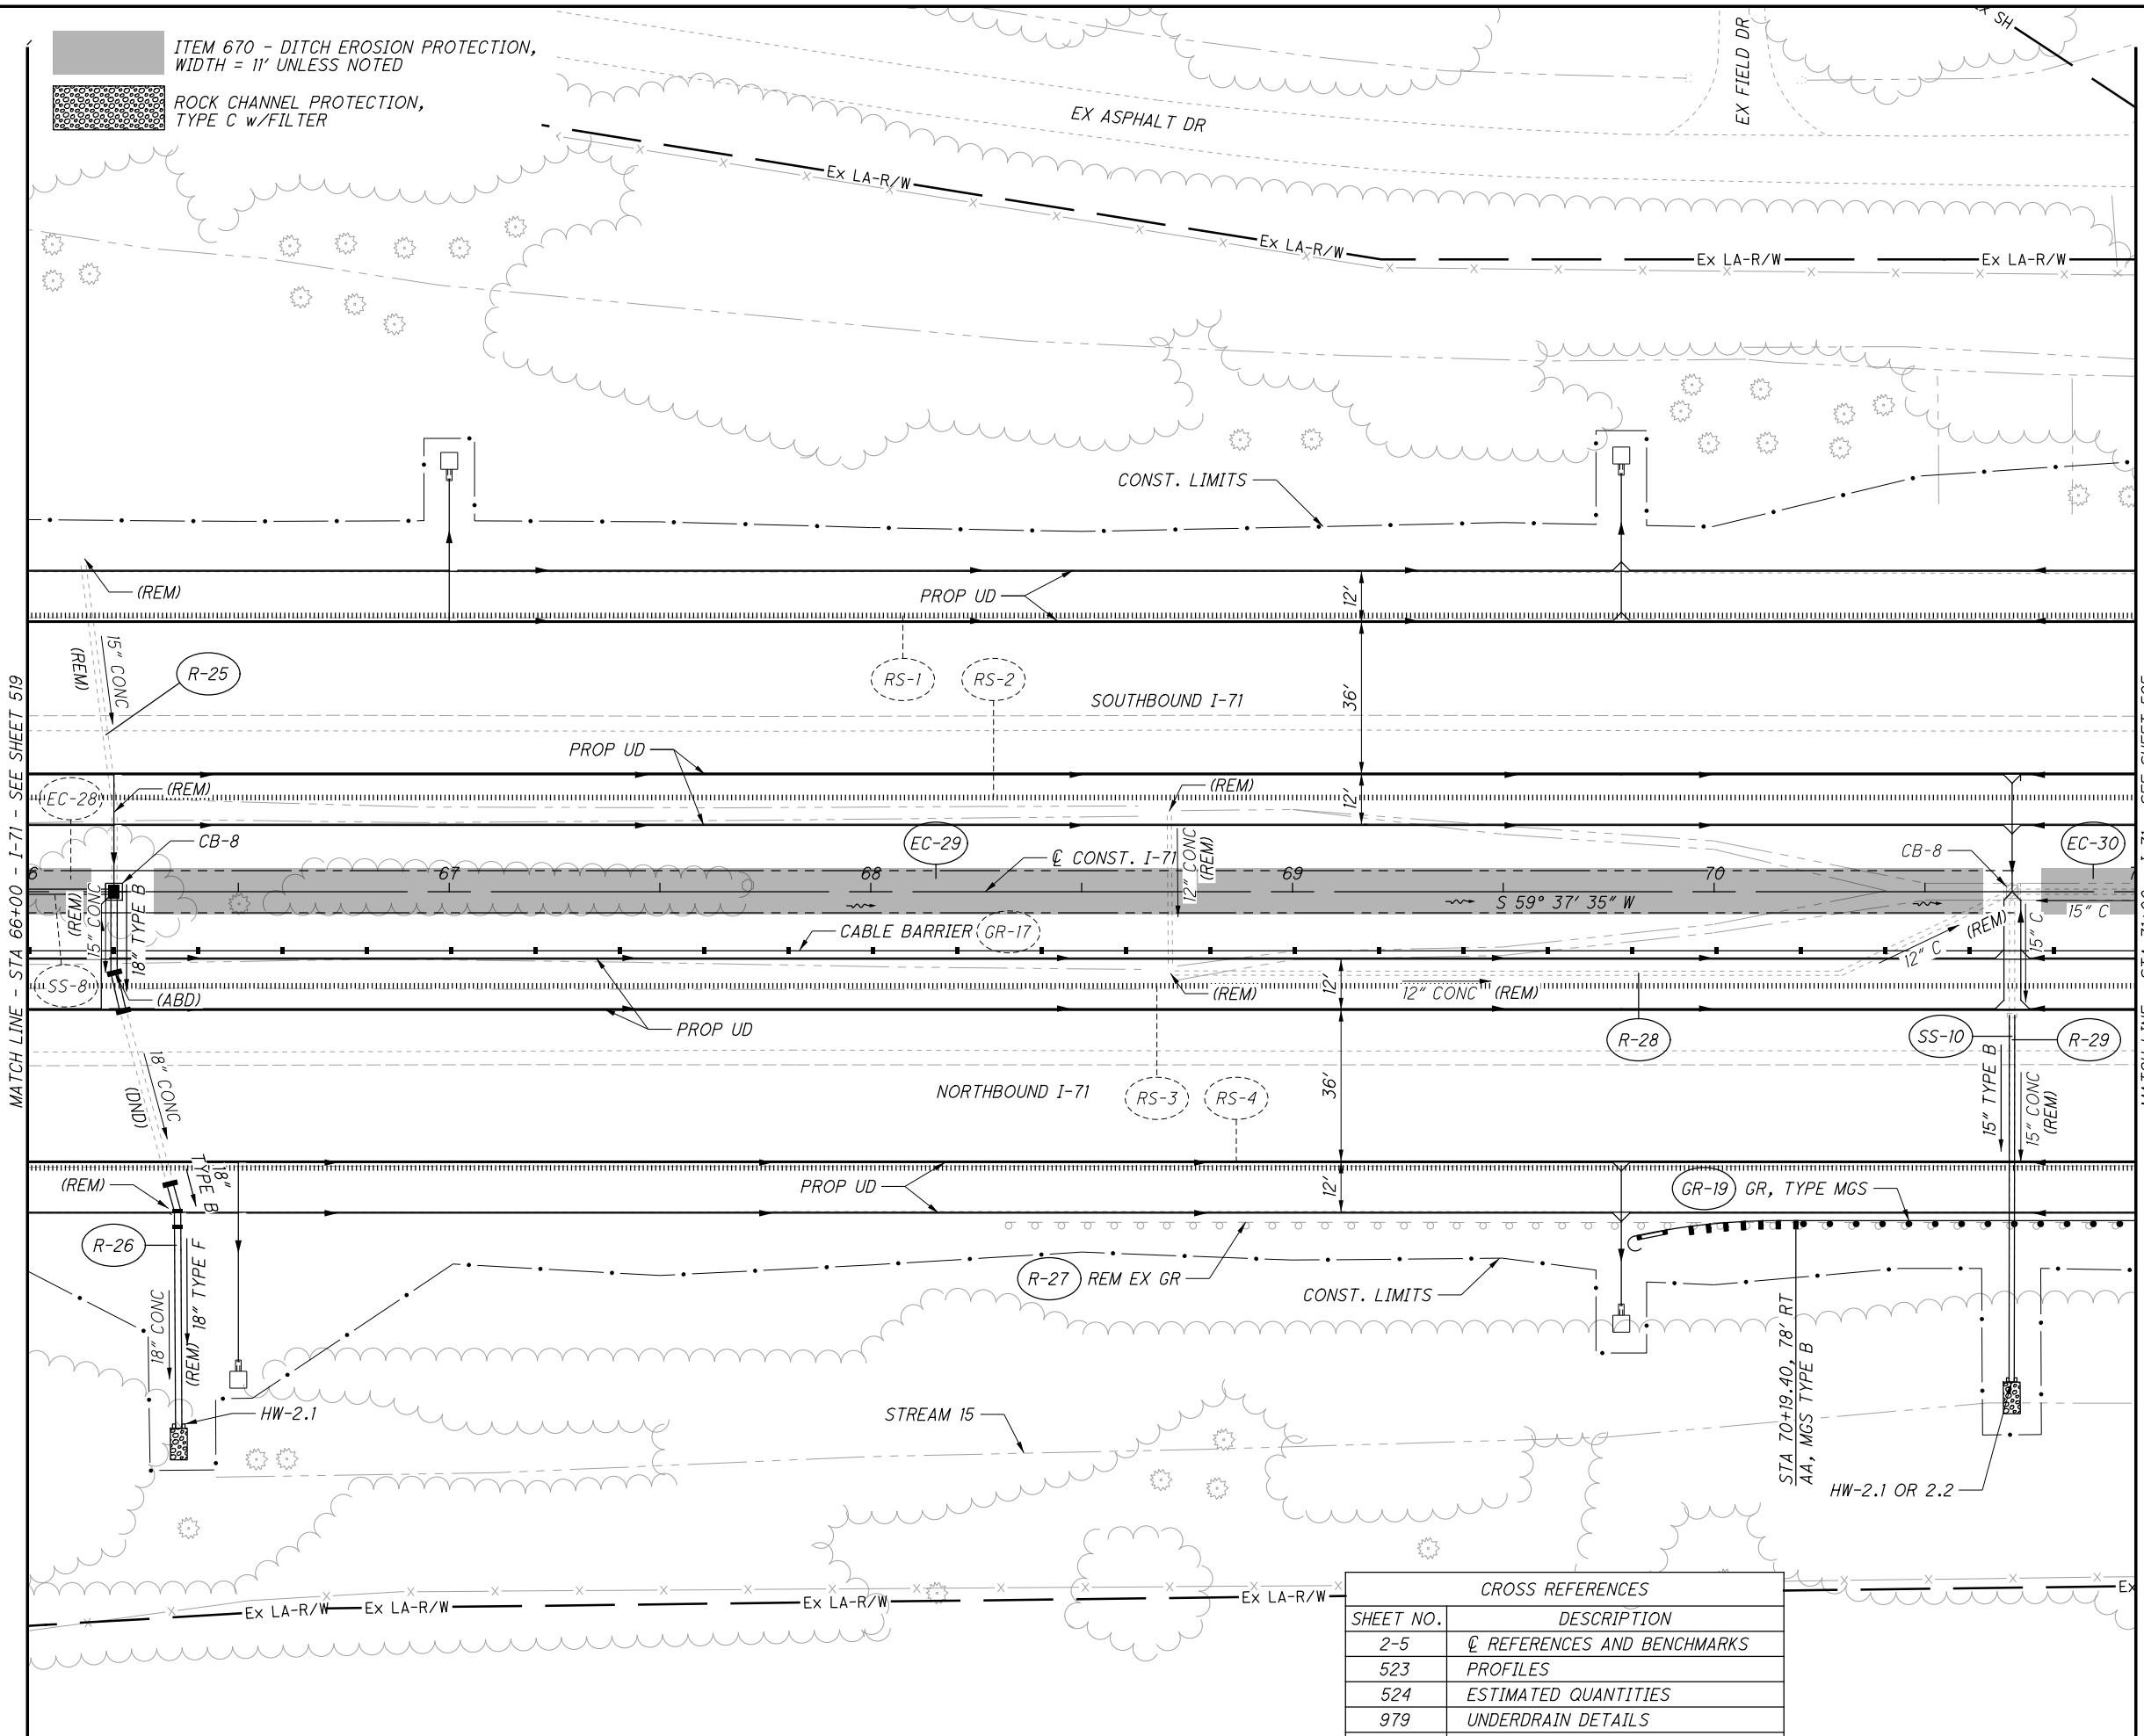 ITEM 670 - DITCH EROSION PROTECTION,
WIDTH = 11' UNLESS NOTED
ROCK CHANNEL PROTECTION,
TYPE C w/FILTER
EX ASPHALT DR
EX FIELD DR
EX SH
Ex LA-R/W
Ex LA-R/W
Ex LA-R/W
Ex LA-R/W
CONST. LIMITS
(REM)
PROP UD
12'
15" CONC
(REM)
R-25
RS-1
RS-2
SOUTHBOUND I-71
36'
MATCH LINE - STA 66+00 - I-71 - SEE SHEET 519
PROP UD
EC-28
(REM)
(REM)
12'
CB-8
EC-29
℄ CONST. I-71
12" CONC
(REM)
CB-8
EC-30
6
67
68
69
70
7
S 59° 37' 35" W
15" C
(REM)
15" CONC
18" TYPE B
CABLE BARRIER
GR-17
12" C
(REM)
15" C
SS-8
(ABD)
(REM)
12'
12" CONC
(REM)
PROP UD
R-28
SS-10
R-29
18" CONC
(DND)
NORTHBOUND I-71
RS-3
RS-4
36'
15" TYPE B
15" CONC
(REM)
18"
TYPE B
(REM)
PROP UD
12'
GR-19
GR, TYPE MGS
R-26
18" CONC
(REM)
18" TYPE F
R-27
REM EX GR
CONST. LIMITS
STA 70+19.40, 78' RT
AA, MGS TYPE B
HW-2.1
STREAM 15
HW-2.1 OR 2.2
Ex LA-R/W
Ex LA-R/W
Ex LA-R/W
Ex LA-R/W
Ex
CROSS REFERENCES
SHEET NO. DESCRIPTION
2-5 ℄ REFERENCES AND BENCHMARKS
523 PROFILES
524 ESTIMATED QUANTITIES
979 UNDERDRAIN DETAILS